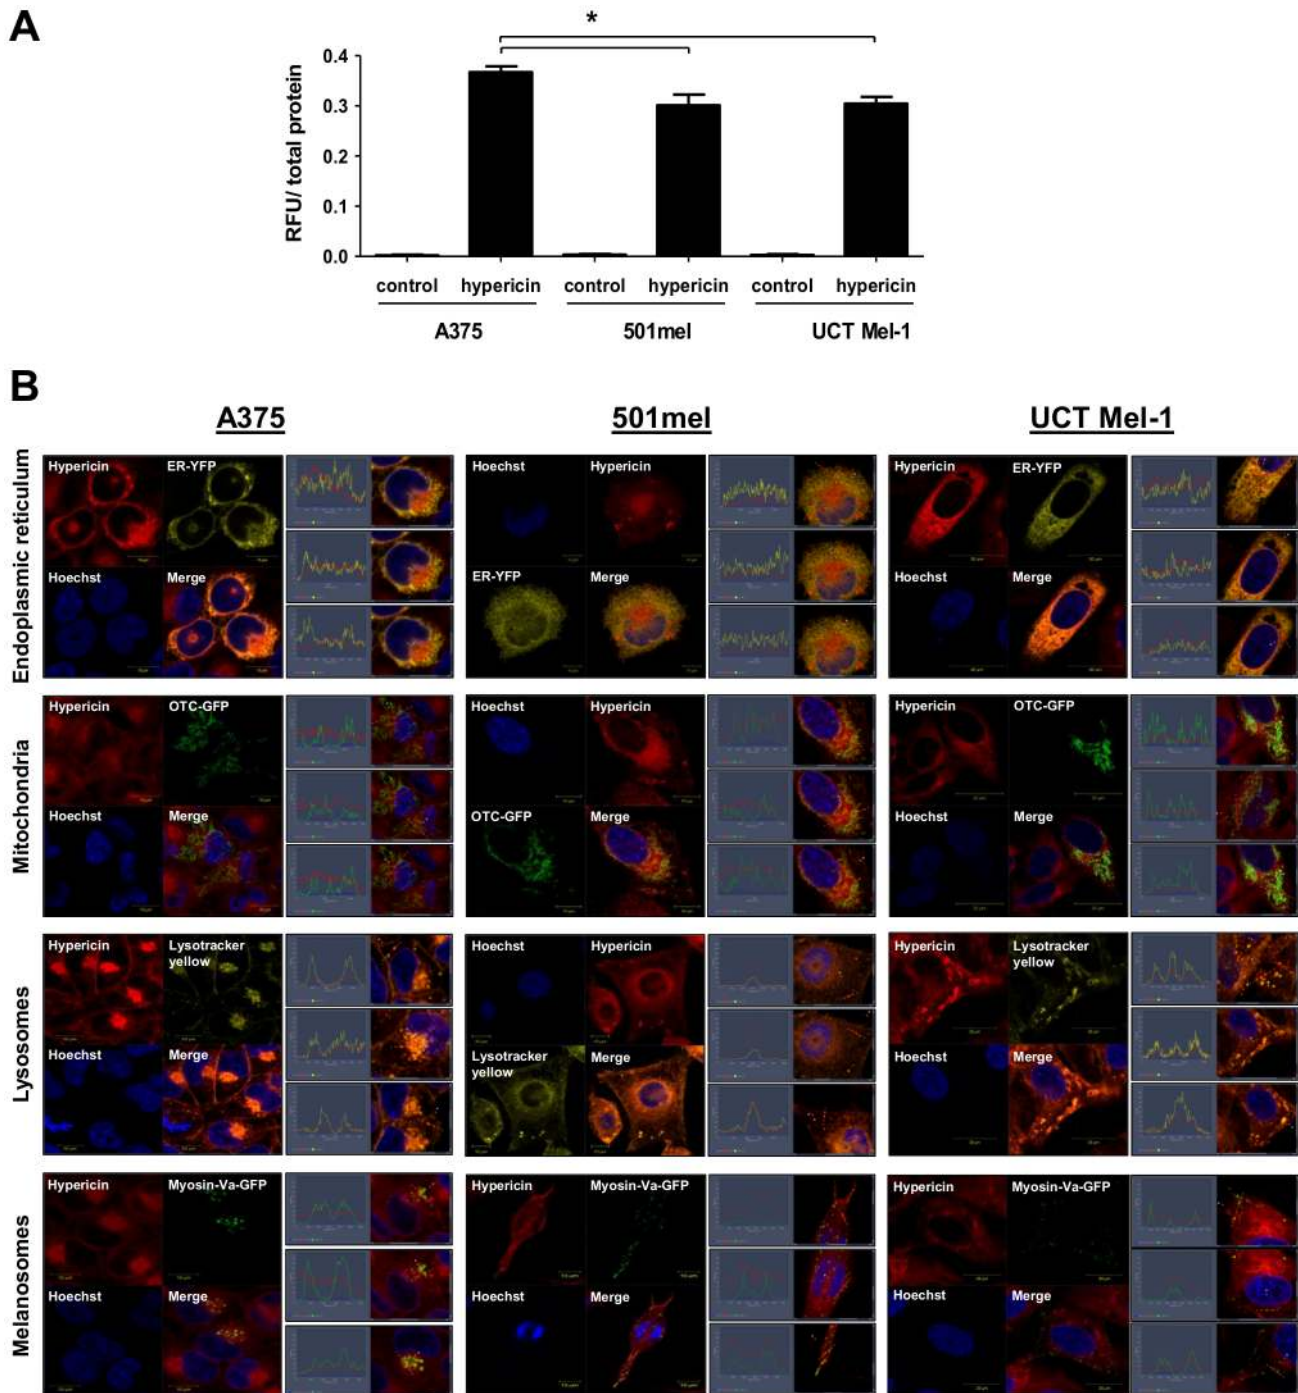 A
*
RFU/ total protein
0.4
0.3
0.2
0.1
0.0
control hypericin control hypericin control hypericin
A375 501mel UCT Mel-1
B
A375 501mel UCT Mel-1
Endoplasmic reticulum
Hypericin ER-YFP
Hoechst Merge
Hoechst Hypericin
ER-YFP Merge
Hypericin ER-YFP
Hoechst Merge
Mitochondria
Hypericin OTC-GFP
Hoechst Merge
Hoechst Hypericin
OTC-GFP Merge
Hypericin OTC-GFP
Hoechst Merge
Lysosomes
Hypericin Lysotracker
yellow
Hoechst Merge
Hoechst Hypericin
Lysotracker Merge
yellow
Hypericin Lysotracker
yellow
Hoechst Merge
Melanosomes
Hypericin Myosin-Va-GFP
Hoechst Merge
Hypericin Myosin-Va-GFP
Hoechst Merge
Hypericin Myosin-Va-GFP
Hoechst Merge